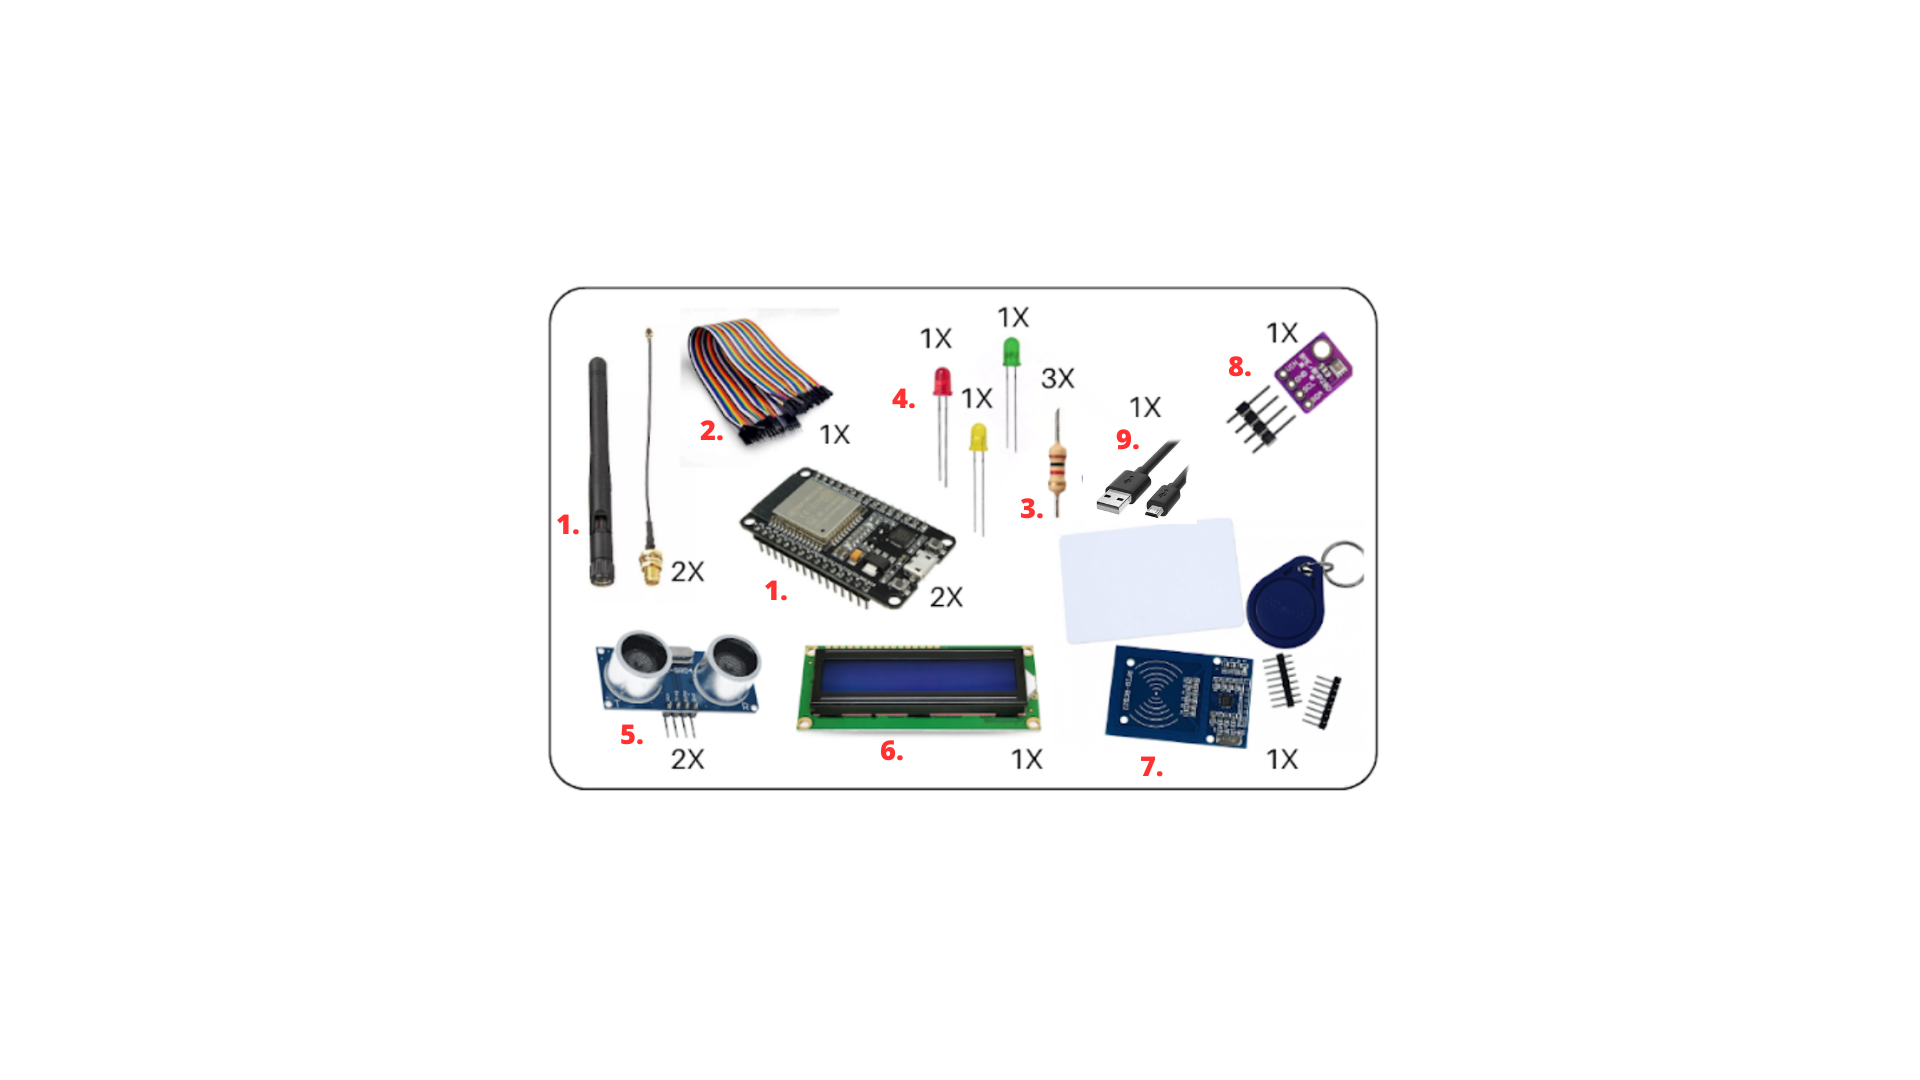 1X
1X
1X
8.
3X
4.
1X
1X
2.
1X
9.
3.
1.
2X
1.
2X
T
R
5.
6.
7.
2X
1X
1X